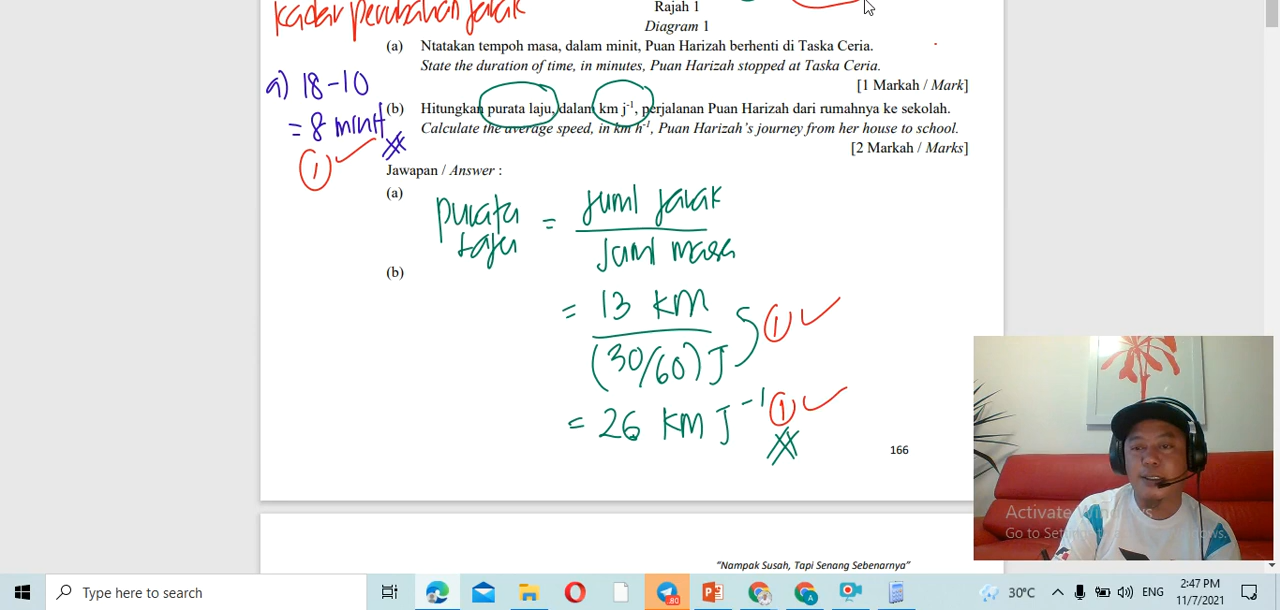 kadar perubahan jarak
Rajah 1
Diagram 1
(a) Ntatakan tempoh masa, dalam minit, Puan Harizah berhenti di Taska Ceria.
State the duration of time, in minutes, Puan Harizah stopped at Taska Ceria.
[1 Markah / Mark]
a) 18-10
= 8 minit
1
(b) Hitungkan purata laju, dalam km j⁻¹, perjalanan Puan Harizah dari rumahnya ke sekolah.
Calculate the average speed, in km h⁻¹, Puan Harizah's journey from her house to school.
[2 Markah / Marks]
Jawapan / Answer :
(a)
purata laju = juml jarak / juml masa
(b)
= 13 km / (30/60) J 1
= 26 km J⁻¹ 1
166
"Nampak Susah, Tapi Senang Sebenarnya"
Activate Windows
Go to Set ows.
Type here to search
80
30°C
ENG
2:47 PM
11/7/2021